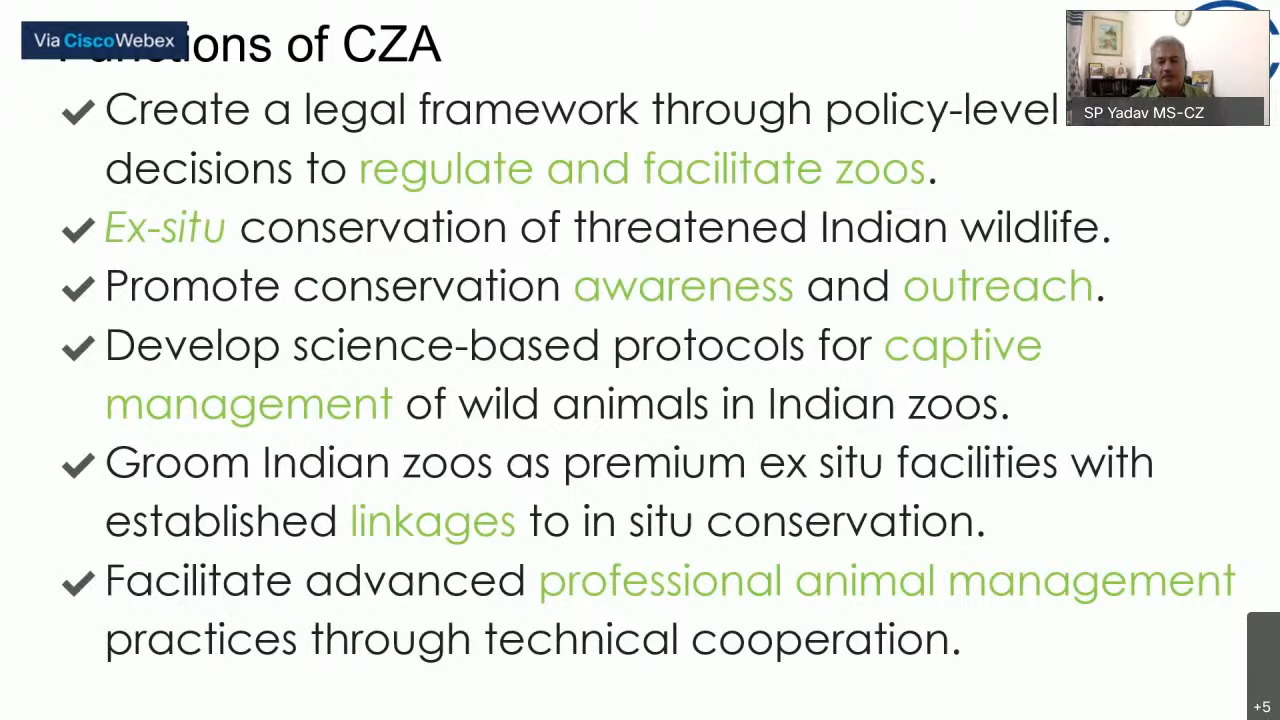 Via CiscoWebex
ions of CZA
Create a legal framework through policy-level
SP Yadav MS-CZ
decisions to regulate and facilitate zoos.
Ex-situ conservation of threatened Indian wildlife.
Promote conservation awareness and outreach.
Develop science-based protocols for captive
management of wild animals in Indian zoos.
Groom Indian zoos as premium ex situ facilities with
established linkages to in situ conservation.
Facilitate advanced professional animal management
practices through technical cooperation.
+5